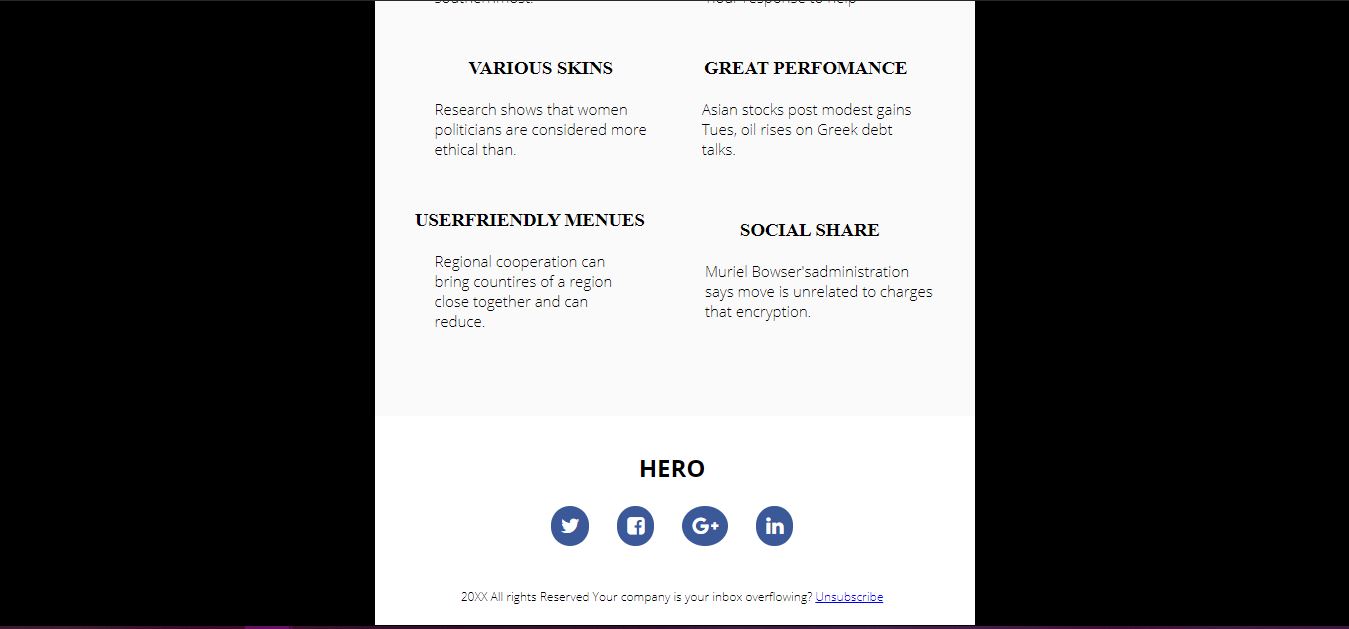 VARIOUS SKINS
Research shows that women
politicians are considered more
ethical than.
GREAT PERFOMANCE
Asian stocks post modest gains
Tues, oil rises on Greek debt
talks.
USERFRIENDLY MENUES
Regional cooperation can
bring countires of a region
close together and can
reduce.
SOCIAL SHARE
Muriel Bowser'sadministration
says move is unrelated to charges
that encryption.
HERO
G+
in
20XX All rights Reserved Your company is your inbox overflowing? Unsubscribe